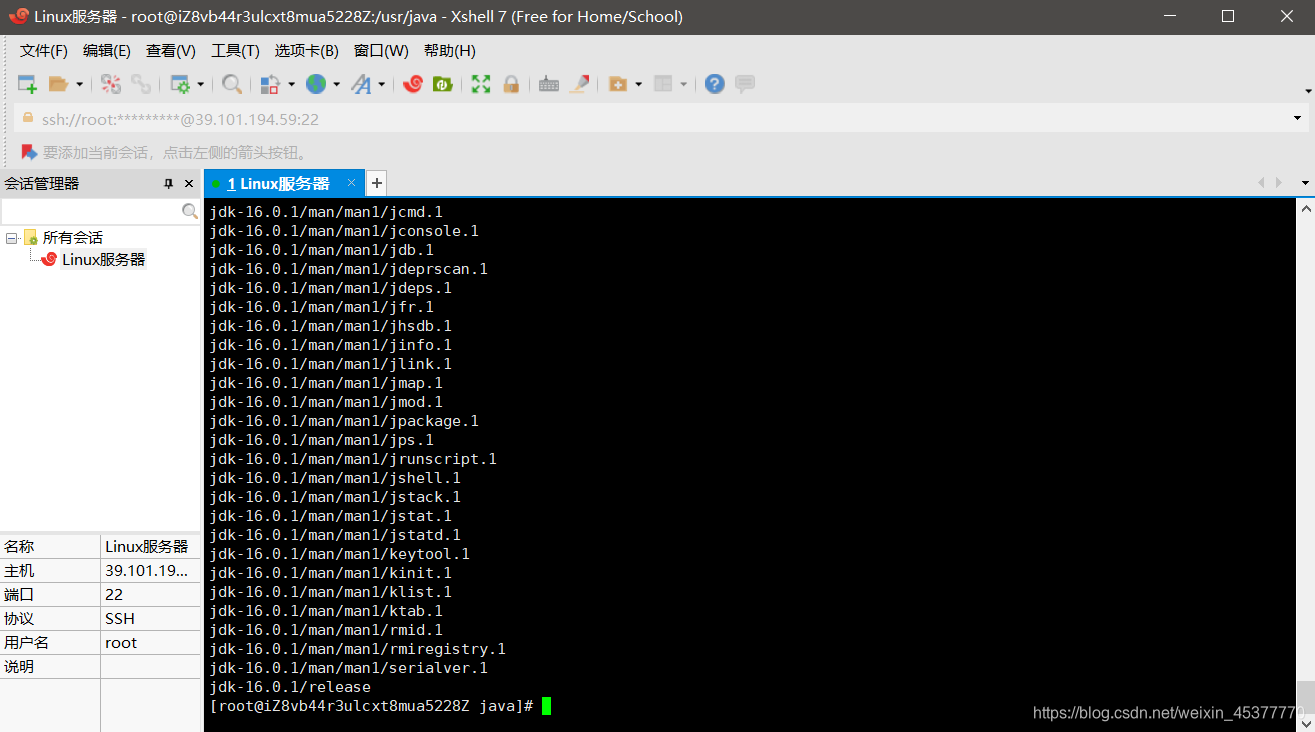 Linux服务器 - root@iZ8vb44r3ulcxt8mua5228Z:/usr/java - Xshell 7 (Free for Home/School)
文件(F) 编辑(E) 查看(V) 工具(T) 选项卡(B) 窗口(W) 帮助(H)
ssh://root:*********@39.101.194.59:22
要添加当前会话，点击左侧的箭头按钮。
会话管理器
1 Linux服务器
所有会话
Linux服务器
名称 Linux服务器
主机 39.101.19...
端口 22
协议 SSH
用户名 root
说明
jdk-16.0.1/man/man1/jcmd.1
jdk-16.0.1/man/man1/jconsole.1
jdk-16.0.1/man/man1/jdb.1
jdk-16.0.1/man/man1/jdeprscan.1
jdk-16.0.1/man/man1/jdeps.1
jdk-16.0.1/man/man1/jfr.1
jdk-16.0.1/man/man1/jhsdb.1
jdk-16.0.1/man/man1/jinfo.1
jdk-16.0.1/man/man1/jlink.1
jdk-16.0.1/man/man1/jmap.1
jdk-16.0.1/man/man1/jmod.1
jdk-16.0.1/man/man1/jpackage.1
jdk-16.0.1/man/man1/jps.1
jdk-16.0.1/man/man1/jrunscript.1
jdk-16.0.1/man/man1/jshell.1
jdk-16.0.1/man/man1/jstack.1
jdk-16.0.1/man/man1/jstat.1
jdk-16.0.1/man/man1/jstatd.1
jdk-16.0.1/man/man1/keytool.1
jdk-16.0.1/man/man1/kinit.1
jdk-16.0.1/man/man1/klist.1
jdk-16.0.1/man/man1/ktab.1
jdk-16.0.1/man/man1/rmid.1
jdk-16.0.1/man/man1/rmiregistry.1
jdk-16.0.1/man/man1/serialver.1
jdk-16.0.1/release
[root@iZ8vb44r3ulcxt8mua5228Z java]#
https://blog.csdn.net/weixin_45377770